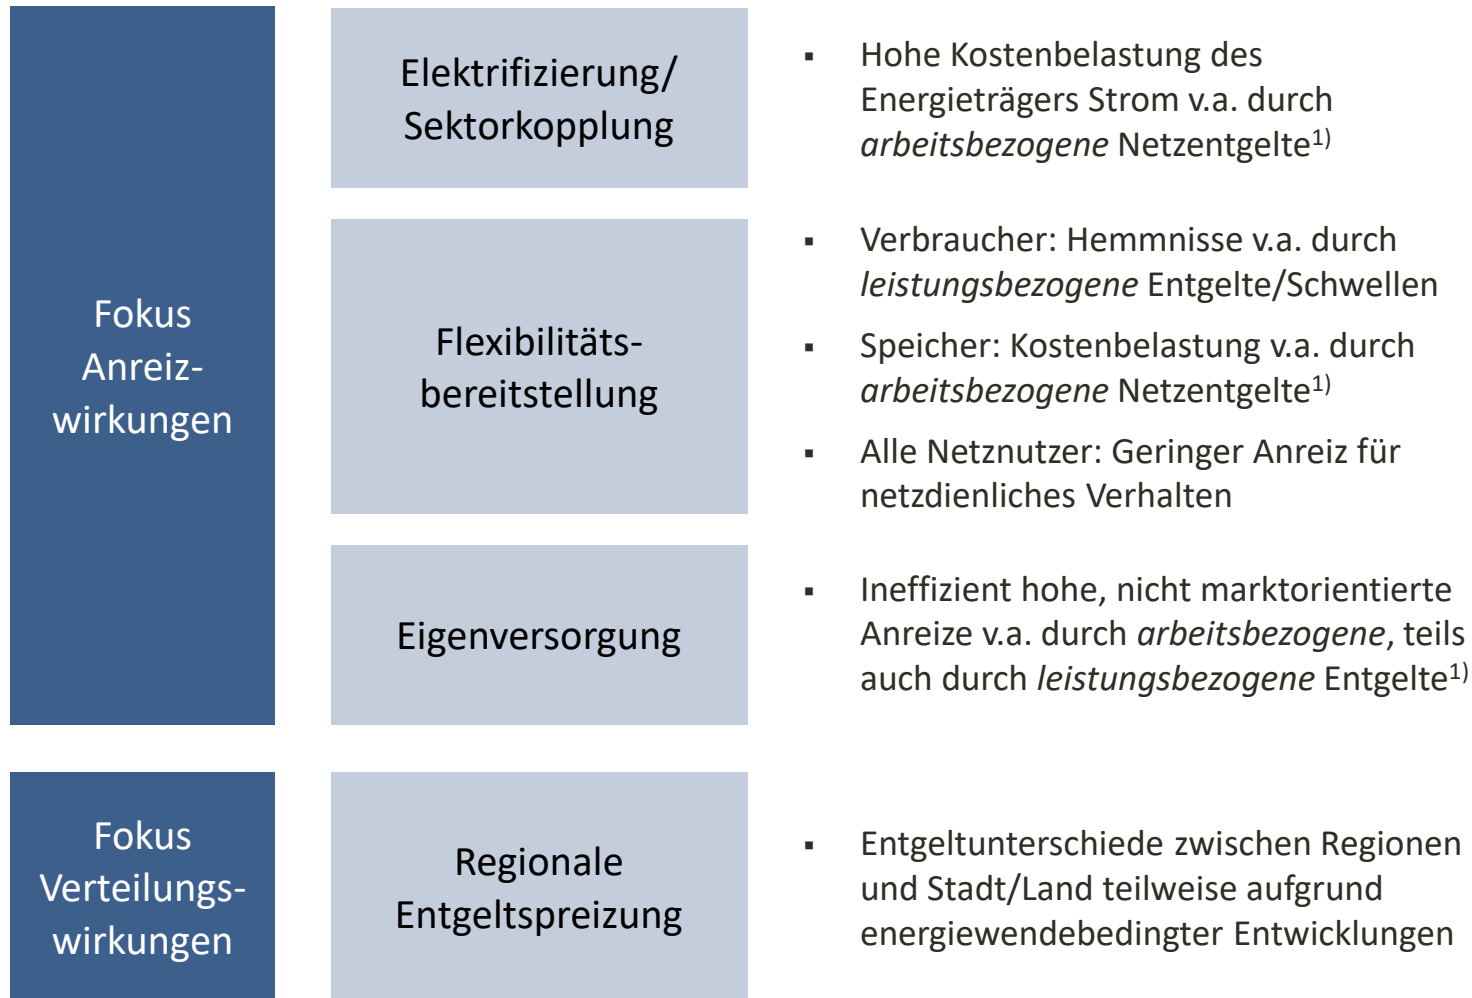 Fokus
Anreiz-
wirkungen
Elektrifizierung/
Sektorkopplung
▪ Hohe Kostenbelastung des
Energieträgers Strom v.a. durch
arbeitsbezogene Netzentgelte1)
Flexibilitäts-
bereitstellung
▪ Verbraucher: Hemmnisse v.a. durch
leistungsbezogene Entgelte/Schwellen
▪ Speicher: Kostenbelastung v.a. durch
arbeitsbezogene Netzentgelte1)
▪ Alle Netznutzer: Geringer Anreiz für
netzdienliches Verhalten
Eigenversorgung
▪ Ineffizient hohe, nicht marktorientierte
Anreize v.a. durch arbeitsbezogene, teils
auch durch leistungsbezogene Entgelte1)
Fokus
Verteilungs-
wirkungen
Regionale
Entgeltspreizung
▪ Entgeltunterschiede zwischen Regionen
und Stadt/Land teilweise aufgrund
energiewendebedingter Entwicklungen